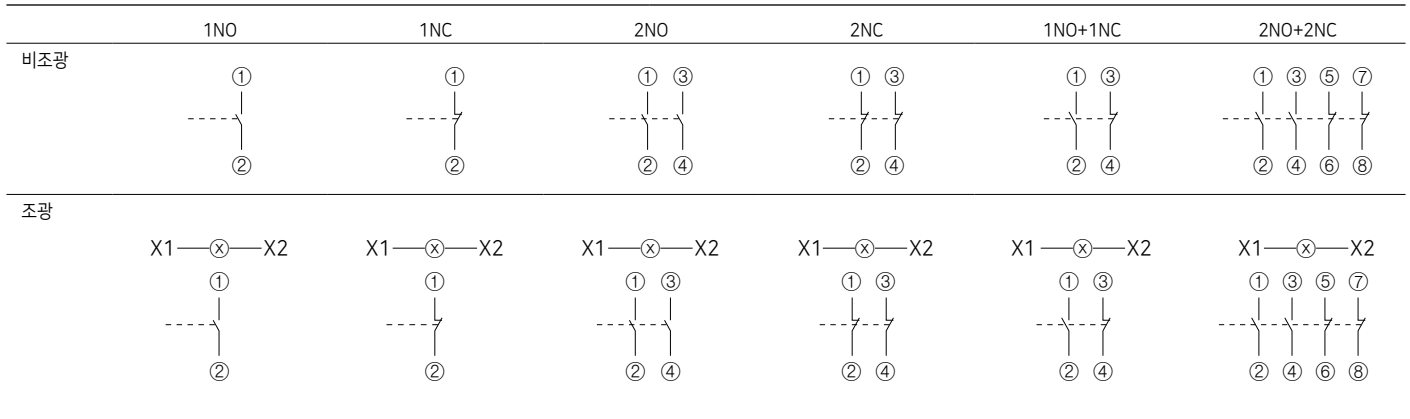 1NO 1NC 2NO 2NC 1NO+1NC 2NO+2NC
비조광
① ① ① ③ ① ③ ① ③ ① ③ ⑤ ⑦
② ② ② ④ ② ④ ② ④ ② ④ ⑥ ⑧
조광
X1 X X2 X1 X X2 X1 X X2 X1 X X2 X1 X X2 X1 X X2
① ① ① ③ ① ③ ① ③ ① ③ ⑤ ⑦
② ② ② ④ ② ④ ② ④ ② ④ ⑥ ⑧